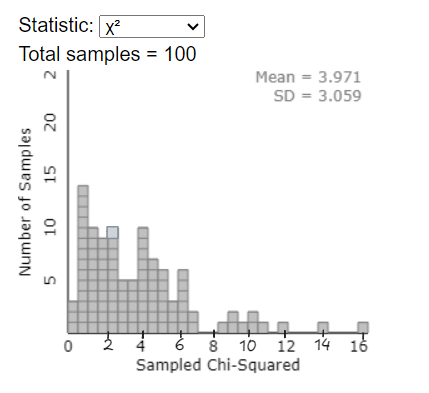 Statistic: χ²
Total samples = 100
Mean = 3.971
SD = 3.059
Number of Samples
2
20
15
10
5
0 2 4 6 8 10 12 14 16
Sampled Chi-Squared